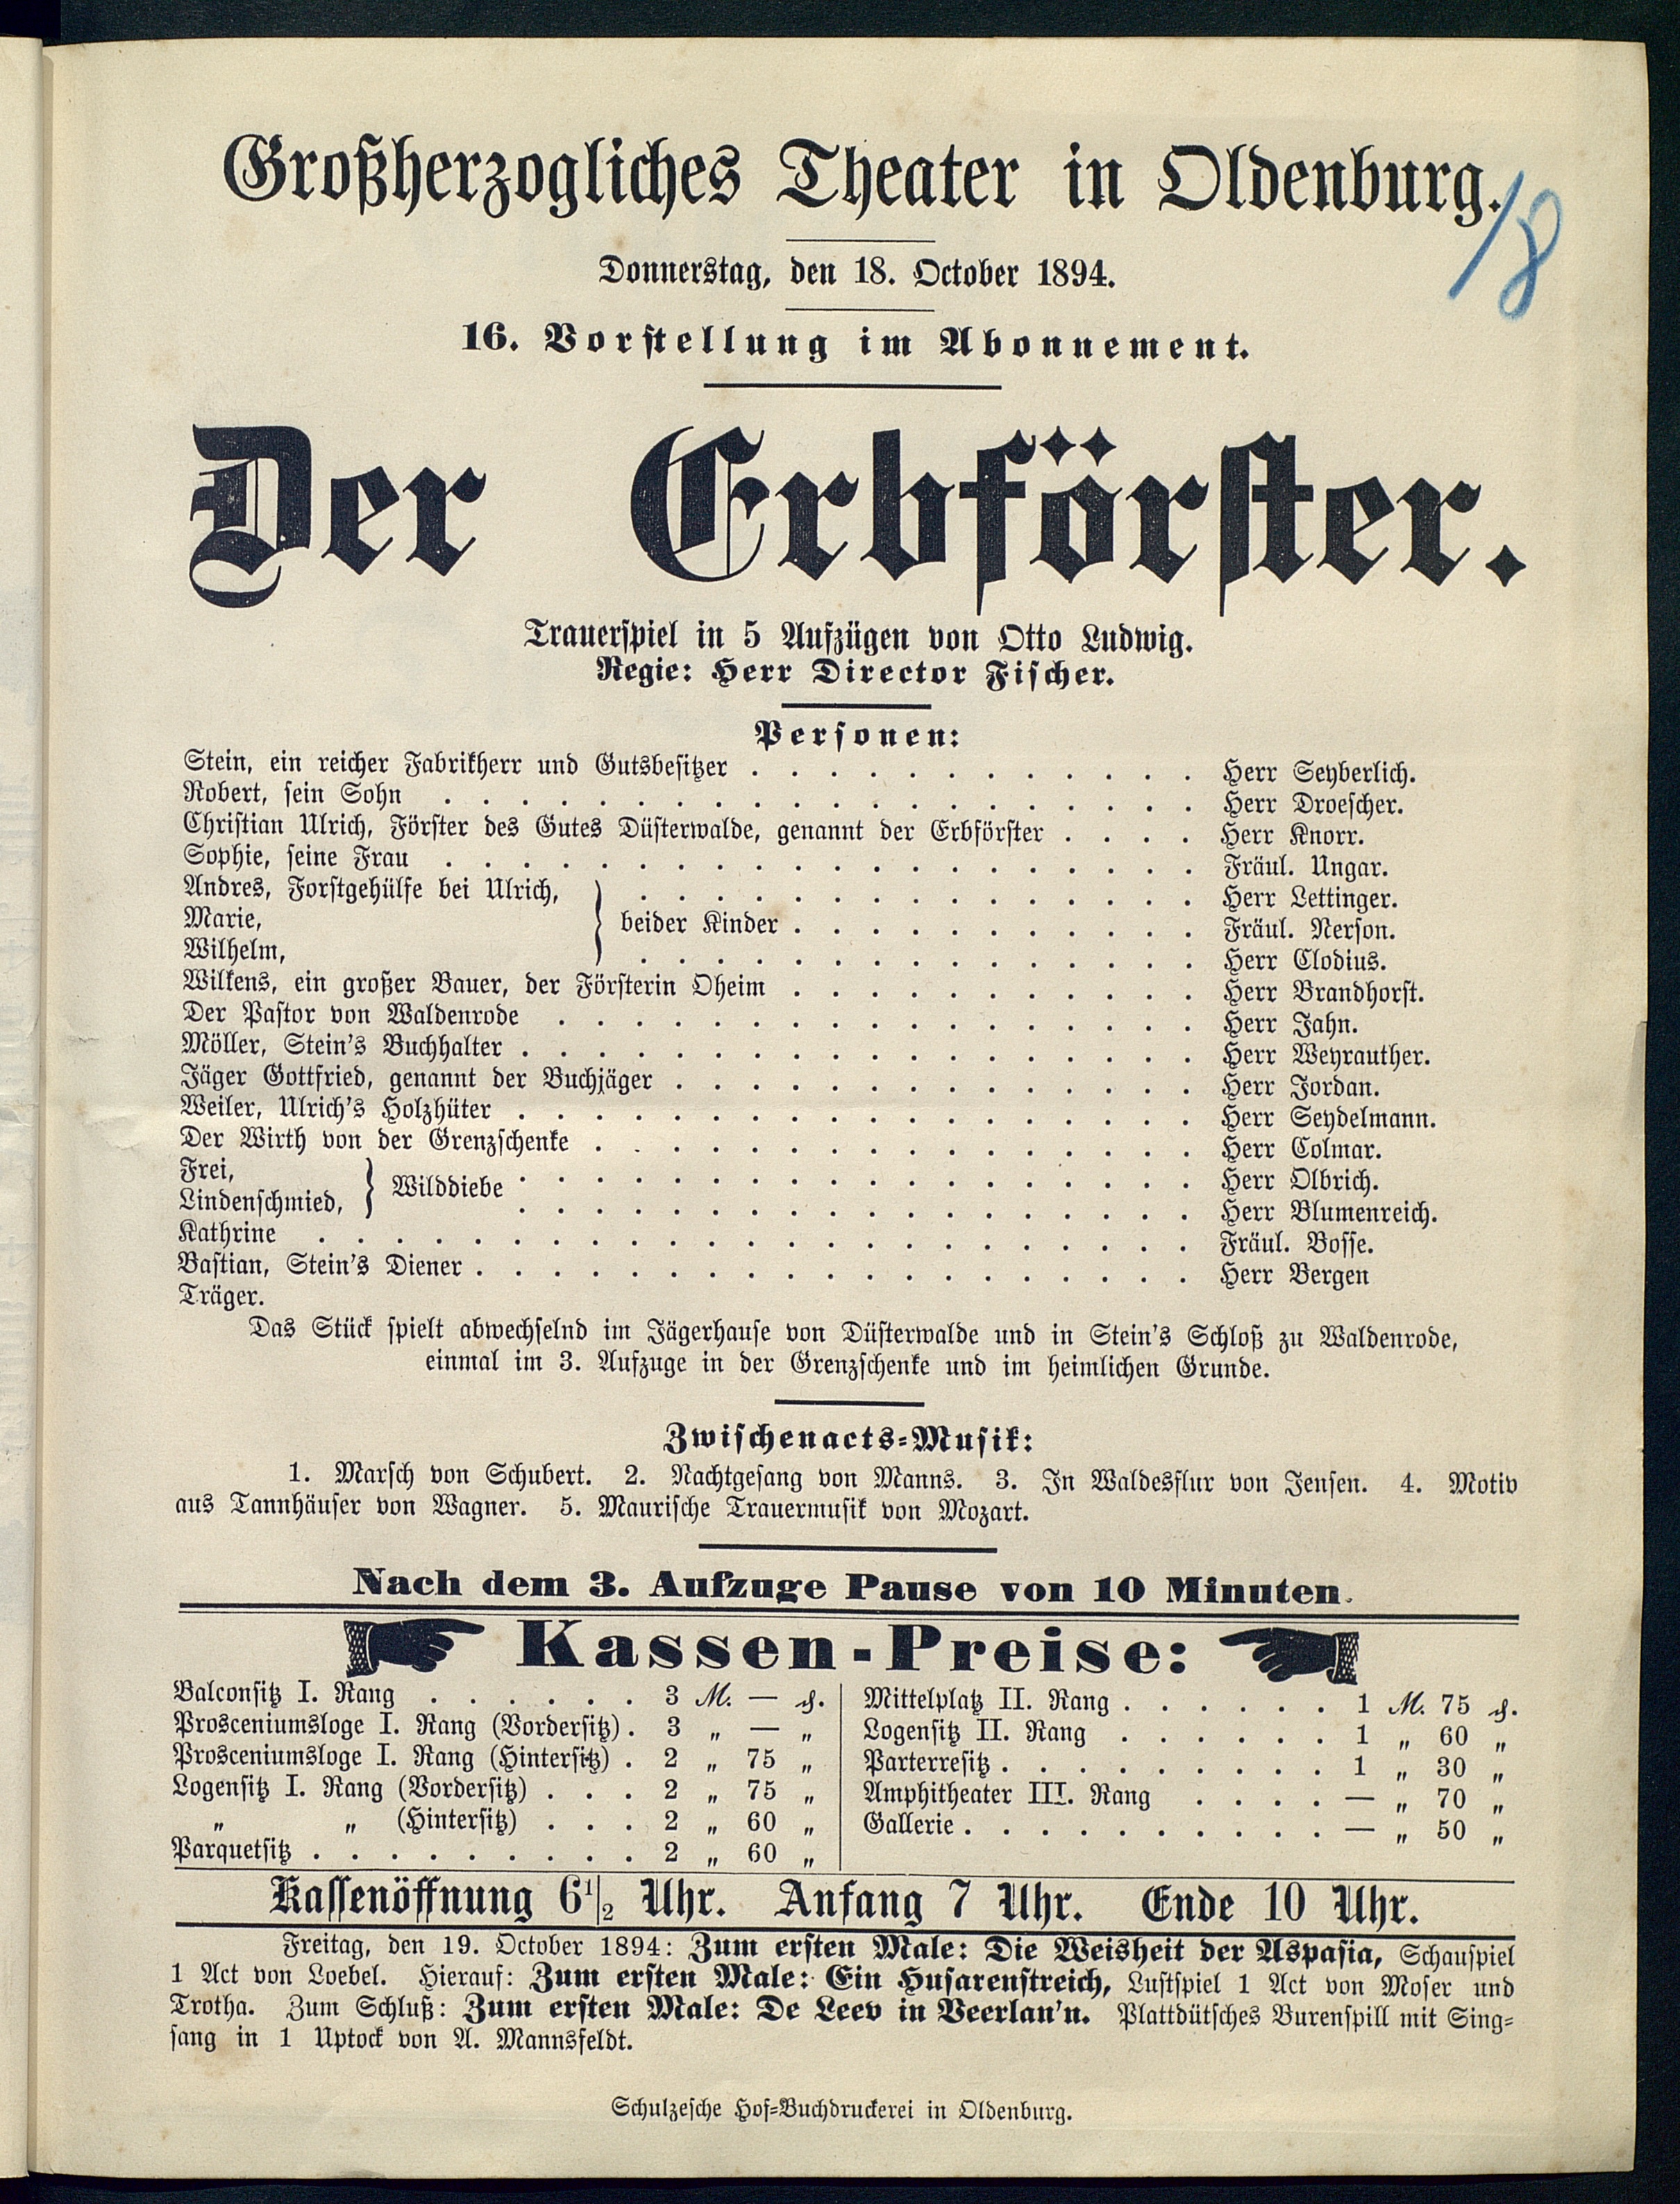 Großherzogliches Theater in Oldenburg.
18
Donnerstag, den 18. October 1894.
16. Vorstellung im Abonnement.
Der Erbförster.
Trauerspiel in 5 Aufzügen von Otto Ludwig.
Regie: Herr Director Fischer.
Personen:
Stein, ein reicher Fabrikherr und Gutsbesitzer . . . . . . . . . . . . Herr Seyberlich.
Robert, sein Sohn . . . . . . . . . . . . . . . . . . . . Herr Droescher.
Christian Ulrich, Förster des Gutes Düsterwalde, genannt der Erbförster . . . . Herr Knorr.
Sophie, seine Frau . . . . . . . . . . . . . . . . . . . . Fräul. Ungar.
Andres, Forstgehülfe bei Ulrich, . . . . . . . . . . . . . . . Herr Lettinger.
Marie, } beider Kinder . . . . . . . . . . . Fräul. Nerson.
Wilhelm, . . . . . . . . . . . . . . . Herr Clodius.
Wilkens, ein großer Bauer, der Försterin Oheim . . . . . . . . . . . Herr Brandhorst.
Der Pastor von Waldenrode . . . . . . . . . . . . . . . . . Herr Jahn.
Möller, Stein's Buchhalter . . . . . . . . . . . . . . . . . . Herr Weyrauther.
Jäger Gottfried, genannt der Buchjäger . . . . . . . . . . . . . . Herr Jordan.
Weiler, Ulrich's Holzhüter . . . . . . . . . . . . . . . . . . Herr Seydelmann.
Der Wirth von der Grenzschenke . . . . . . . . . . . . . . . . Herr Colmar.
Frei, . . . . . . . . . . . . . . . . . . Herr Olbrich.
Lindenschmied, } Wilddiebe . . . . . . . . . . . . . . . . . . Herr Blumenreich.
Kathrine . . . . . . . . . . . . . . . . . . . . . . . Fräul. Bosse.
Bastian, Stein's Diener . . . . . . . . . . . . . . . . . . . Herr Bergen
Träger.
Das Stück spielt abwechselnd im Jägerhause von Düsterwalde und in Stein's Schloß zu Waldenrode,
einmal im 3. Aufzuge in der Grenzschenke und im heimlichen Grunde.
Zwischenacts=Musik:
1. Marsch von Schubert. 2. Nachtgesang von Manns. 3. In Waldesflur von Jensen. 4. Motiv
aus Tannhäuser von Wagner. 5. Maurische Trauermusik von Mozart.
Nach dem 3. Aufzuge Pause von 10 Minuten.
Kassen-Preise:
Balconsitz I. Rang . . . . . . 3 M. — ₰.
Prosceniumsloge I. Rang (Vordersitz) . 3 „ — „
Prosceniumsloge I. Rang (Hintersitz) . 2 „ 75 „
Logensitz I. Rang (Vordersitz) . . . 2 „ 75 „
„ „ (Hintersitz) . . . 2 „ 60 „
Parquetsitz . . . . . . . . . 2 „ 60 „
Mittelplatz II. Rang . . . . . . 1 M. 75 ₰.
Logensitz II. Rang . . . . . . 1 „ 60 „
Parterresitz . . . . . . . . . 1 „ 30 „
Amphitheater III. Rang . . . . — „ 70 „
Gallerie . . . . . . . . . . — „ 50 „
Kassenöffnung 6 1/2 Uhr. Anfang 7 Uhr. Ende 10 Uhr.
Freitag, den 19. October 1894: Zum ersten Male: Die Weisheit der Aspasia, Schauspiel
1 Act von Loebel. Hierauf: Zum ersten Male: Ein Husarenstreich, Lustspiel 1 Act von Moser und
Trotha. Zum Schluß: Zum ersten Male: De Leev in Veerlan'n. Plattdütsches Burenspill mit Sing=
sang in 1 Uptock von A. Mannsfeldt.
Schulzesche Hof=Buchdruckerei in Oldenburg.